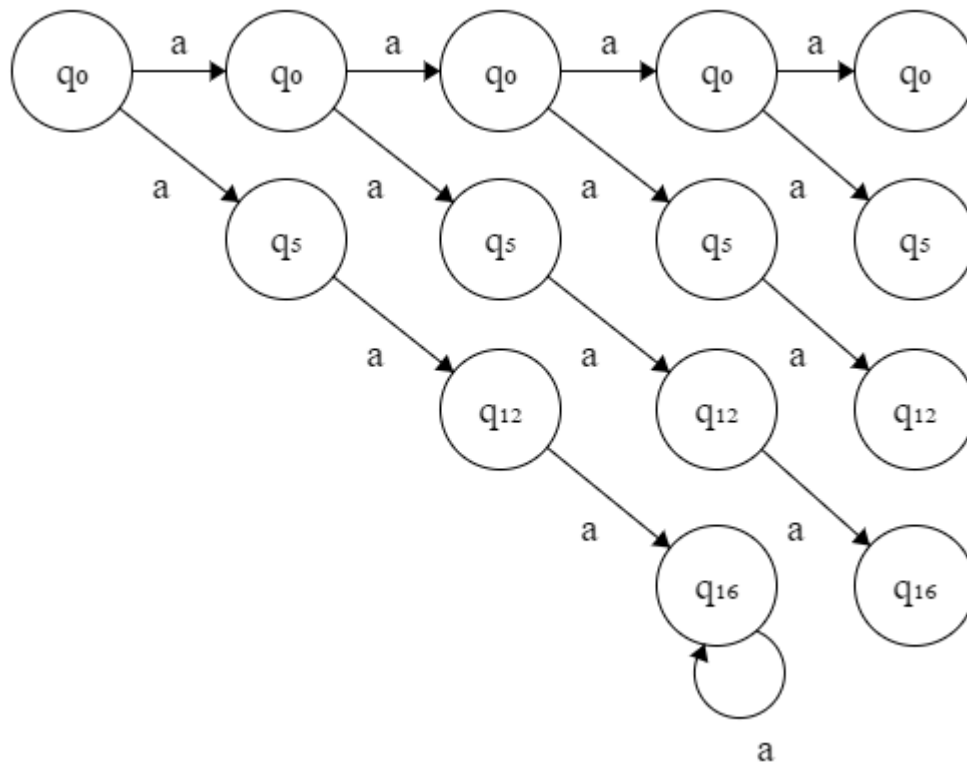 a a a a
q₀ q₀ q₀ q₀ q₀
a a a a
q₅ q₅ q₅ q₅
a a a
q₁₂ q₁₂ q₁₂
a a
q₁₆ q₁₆
a